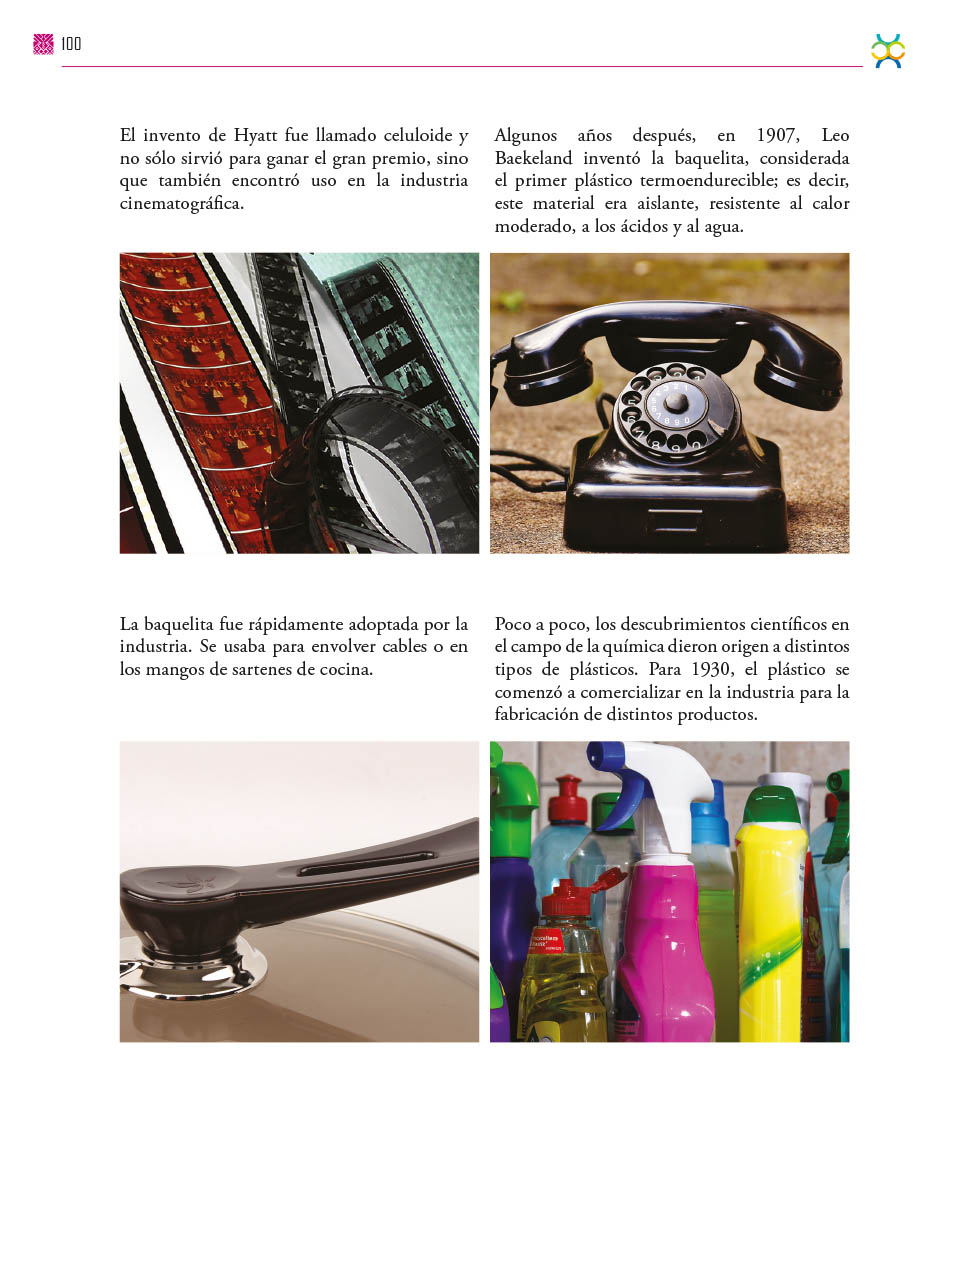 100
El invento de Hyatt fue llamado celuloide y
no sólo sirvió para ganar el gran premio, sino
que también encontró uso en la industria
cinematográfica.
Algunos años después, en 1907, Leo
Baekeland inventó la baquelita, considerada
el primer plástico termoendurecible; es decir,
este material era aislante, resistente al calor
moderado, a los ácidos y al agua.
La baquelita fue rápidamente adoptada por la
industria. Se usaba para envolver cables o en
los mangos de sartenes de cocina.
Poco a poco, los descubrimientos científicos en
el campo de la química dieron origen a distintos
tipos de plásticos. Para 1930, el plástico se
comenzó a comercializar en la industria para la
fabricación de distintos productos.